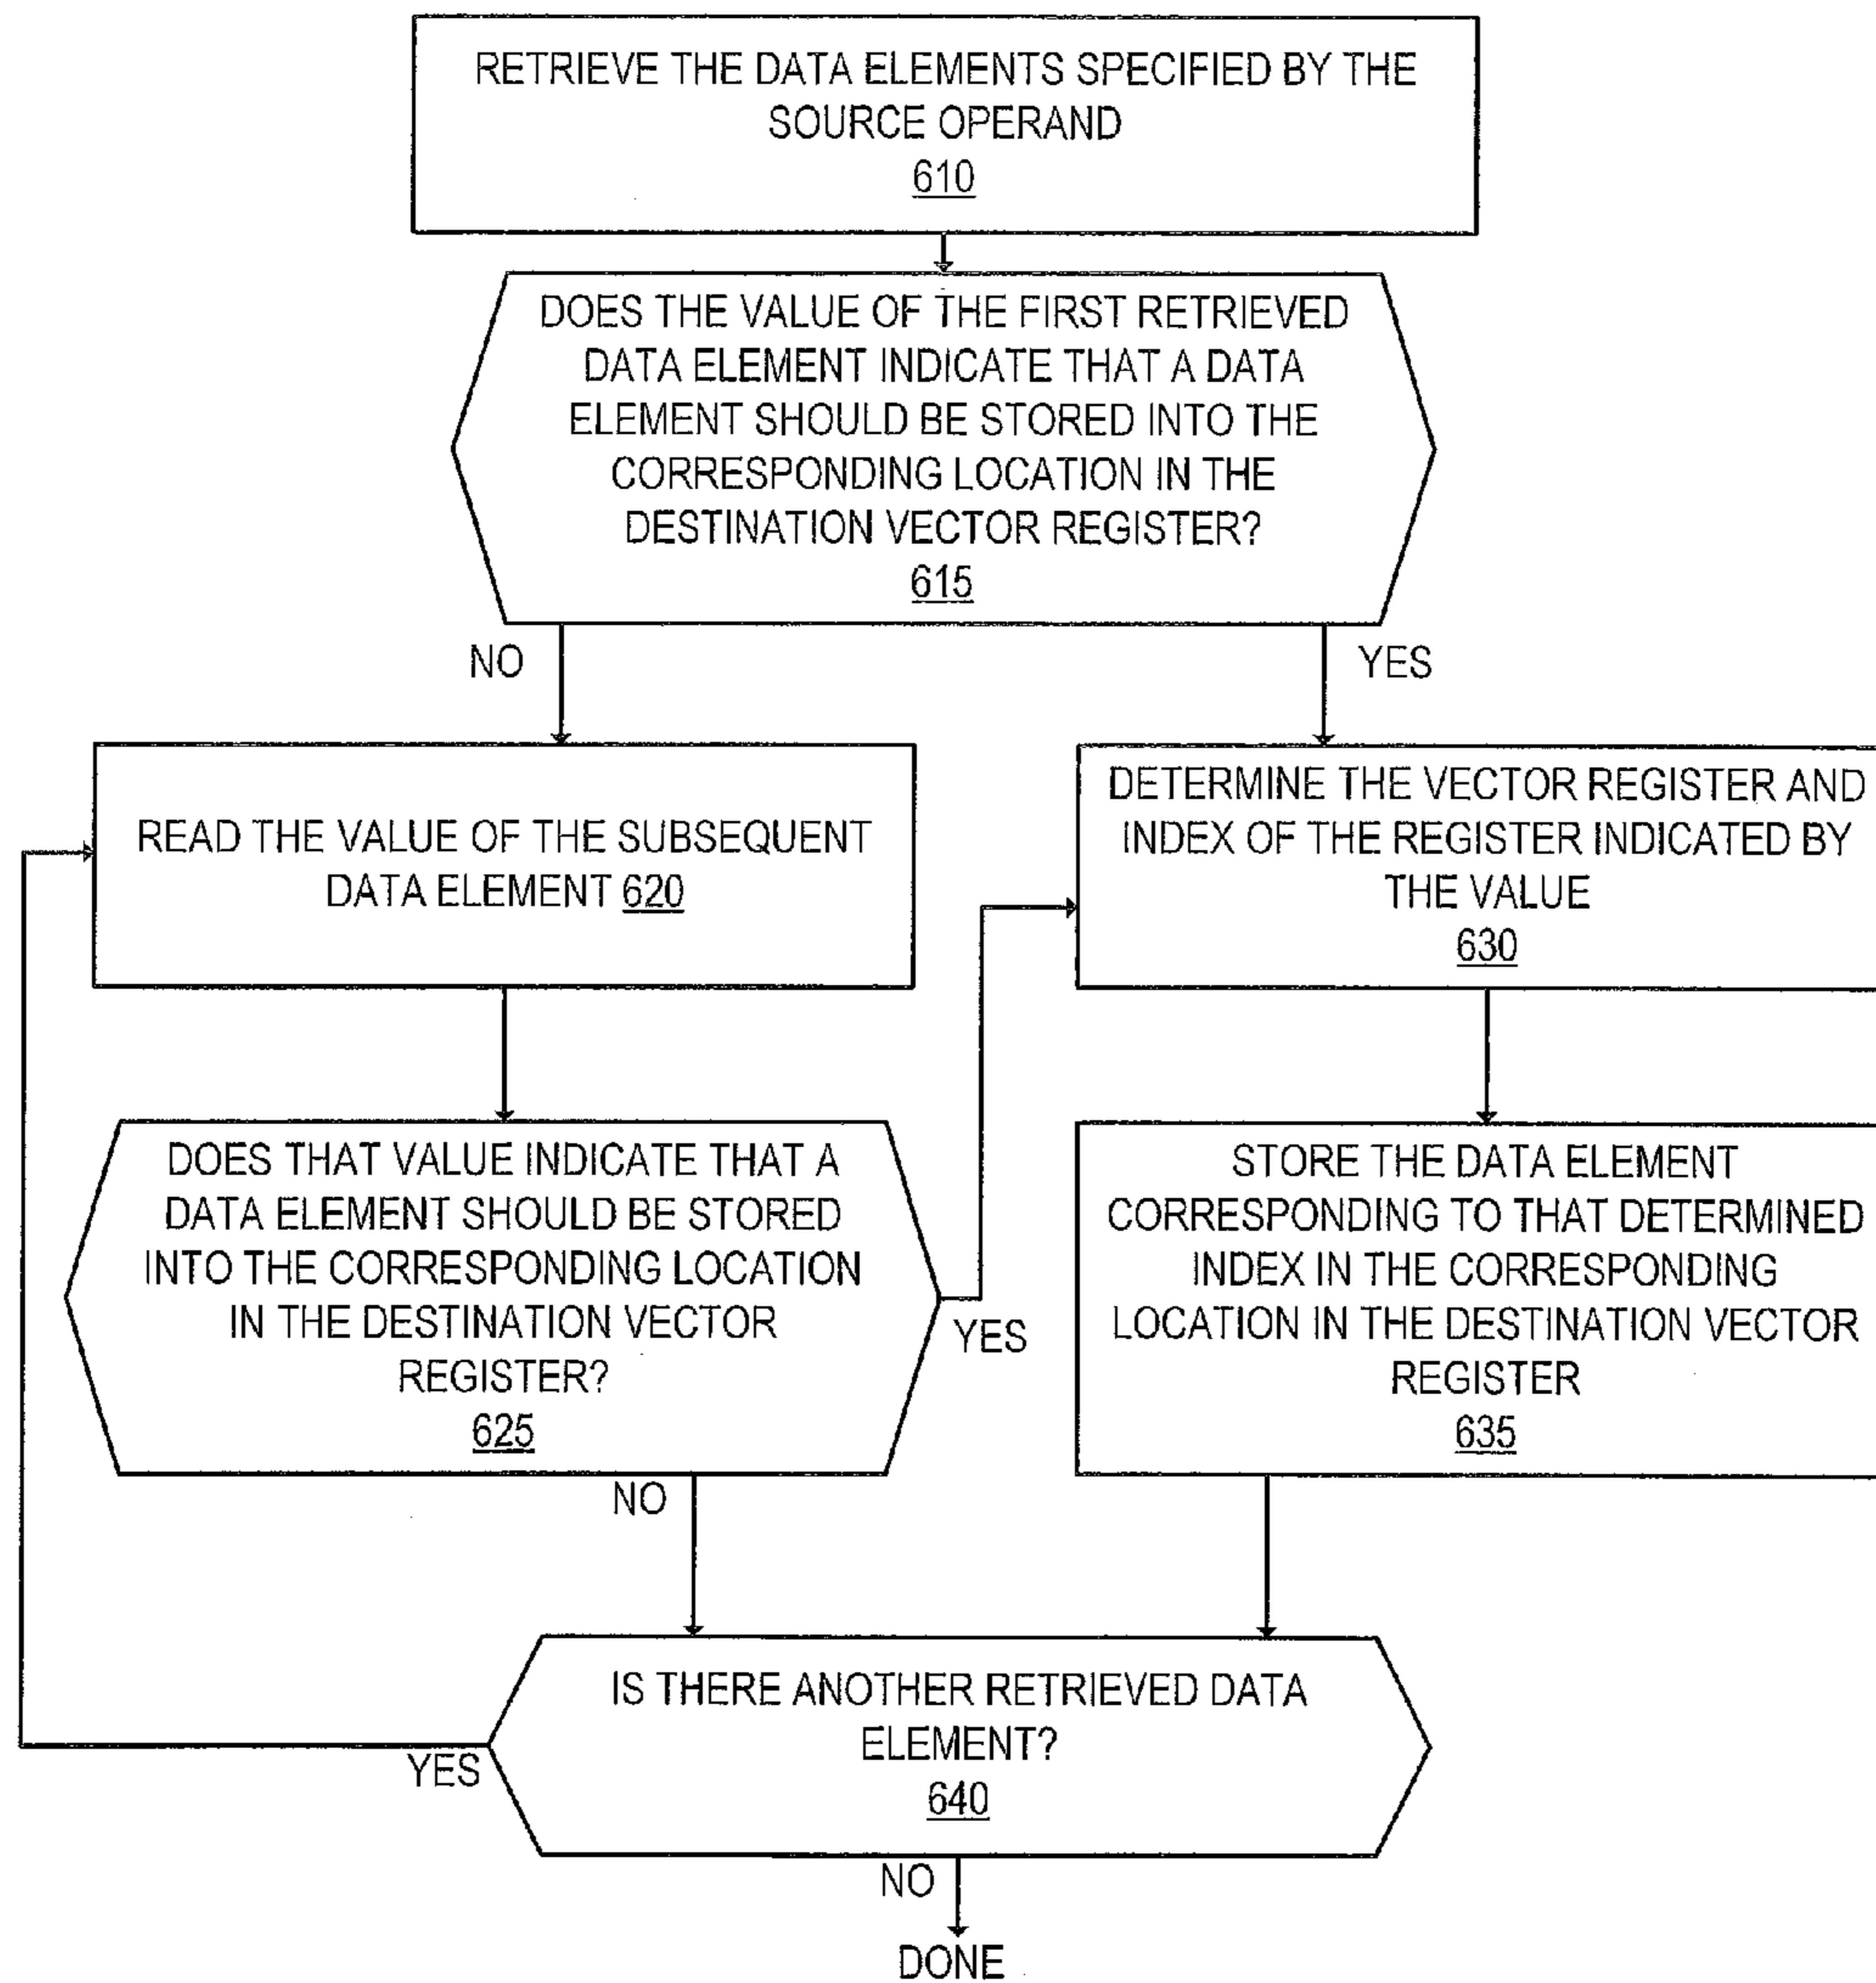 RETRIEVE THE DATA ELEMENTS SPECIFIED BY THE
SOURCE OPERAND
610
DOES THE VALUE OF THE FIRST RETRIEVED
DATA ELEMENT INDICATE THAT A DATA
ELEMENT SHOULD BE STORED INTO THE
CORRESPONDING LOCATION IN THE
DESTINATION VECTOR REGISTER?
615
NO
YES
READ THE VALUE OF THE SUBSEQUENT
DATA ELEMENT 620
DETERMINE THE VECTOR REGISTER AND
INDEX OF THE REGISTER INDICATED BY
THE VALUE
630
DOES THAT VALUE INDICATE THAT A
DATA ELEMENT SHOULD BE STORED
INTO THE CORRESPONDING LOCATION
IN THE DESTINATION VECTOR
REGISTER?
625
YES
NO
STORE THE DATA ELEMENT
CORRESPONDING TO THAT DETERMINED
INDEX IN THE CORRESPONDING
LOCATION IN THE DESTINATION VECTOR
REGISTER
635
IS THERE ANOTHER RETRIEVED DATA
ELEMENT?
640
YES
NO
DONE